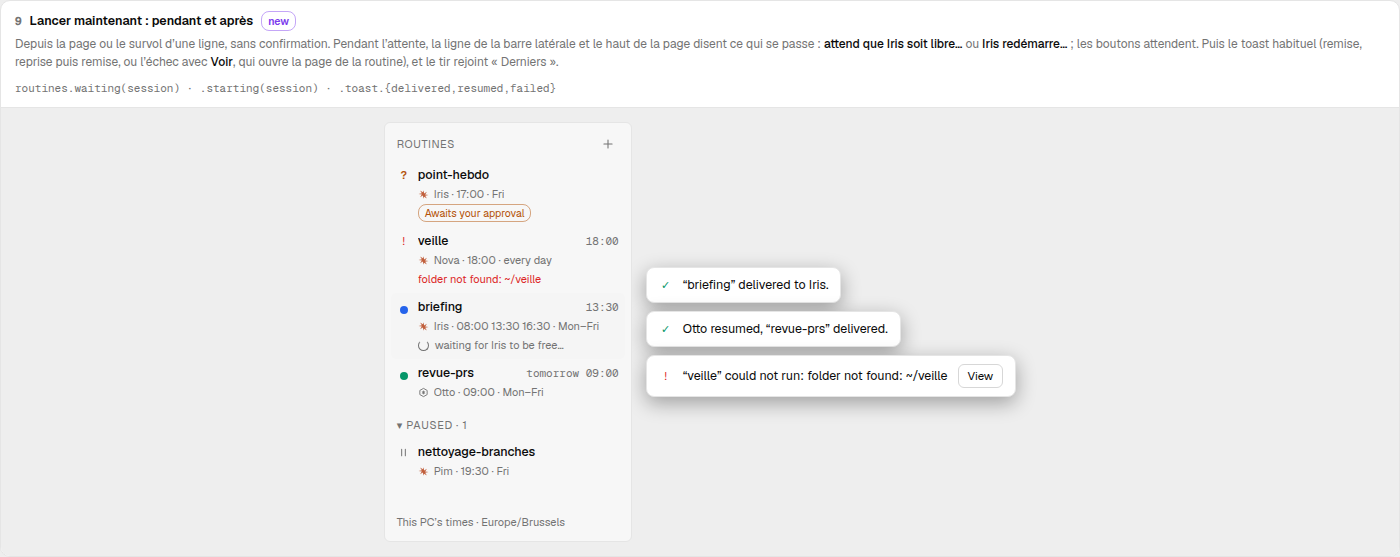 9 Lancer maintenant : pendant et après new
Depuis la page ou le survol d'une ligne, sans confirmation. Pendant l'attente, la ligne de la barre latérale et le haut de la page disent ce qui se passe : attend que Iris soit libre… ou Iris redémarre… ; les boutons attendent. Puis le toast habituel (remise,
reprise puis remise, ou l'échec avec Voir, qui ouvre la page de la routine), et le tir rejoint « Derniers ».
routines.waiting(session) · .starting(session) · .toast.{delivered,resumed,failed}
ROUTINES +
? point-hebdo
Iris · 17:00 · Fri
Awaits your approval
! veille 18:00
Nova · 18:00 · every day
folder not found: ~/veille
briefing 13:30
Iris · 08:00 13:30 16:30 · Mon–Fri
waiting for Iris to be free…
revue-prs tomorrow 09:00
Otto · 09:00 · Mon–Fri
▾ PAUSED · 1
nettoyage-branches
Pim · 19:30 · Fri
This PC's times · Europe/Brussels
✓ “briefing” delivered to Iris.
✓ Otto resumed, “revue-prs” delivered.
! “veille” could not run: folder not found: ~/veille View